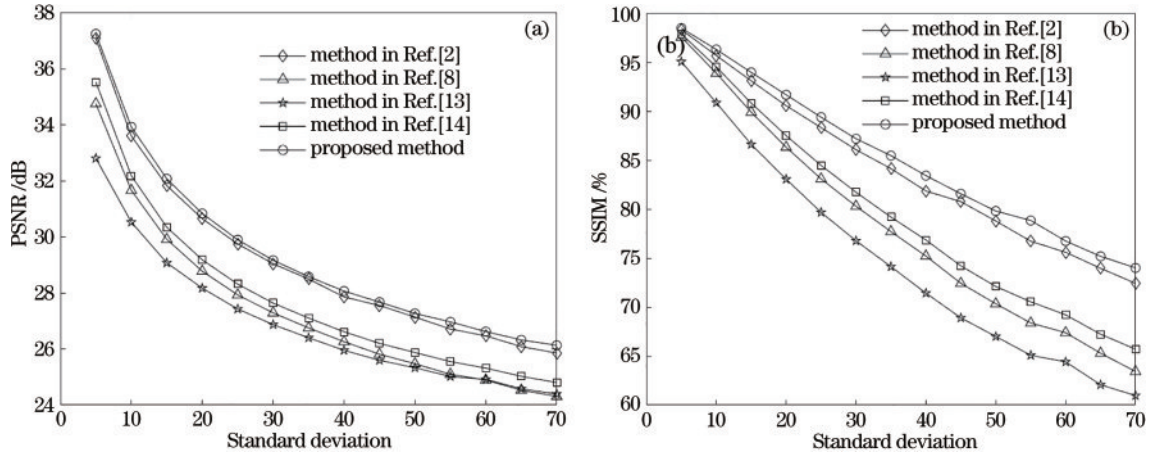 38
36
34
32
30
28
26
24
PSNR /dB
(a)
method in Ref.[2]
method in Ref.[8]
method in Ref.[13]
method in Ref.[14]
proposed method
0 10 20 30 40 50 60 70
Standard deviation
100
95
90
85
80
75
70
65
60
SSIM /%
(b)
(b)
method in Ref.[2]
method in Ref.[8]
method in Ref.[13]
method in Ref.[14]
proposed method
0 10 20 30 40 50 60 70
Standard deviation